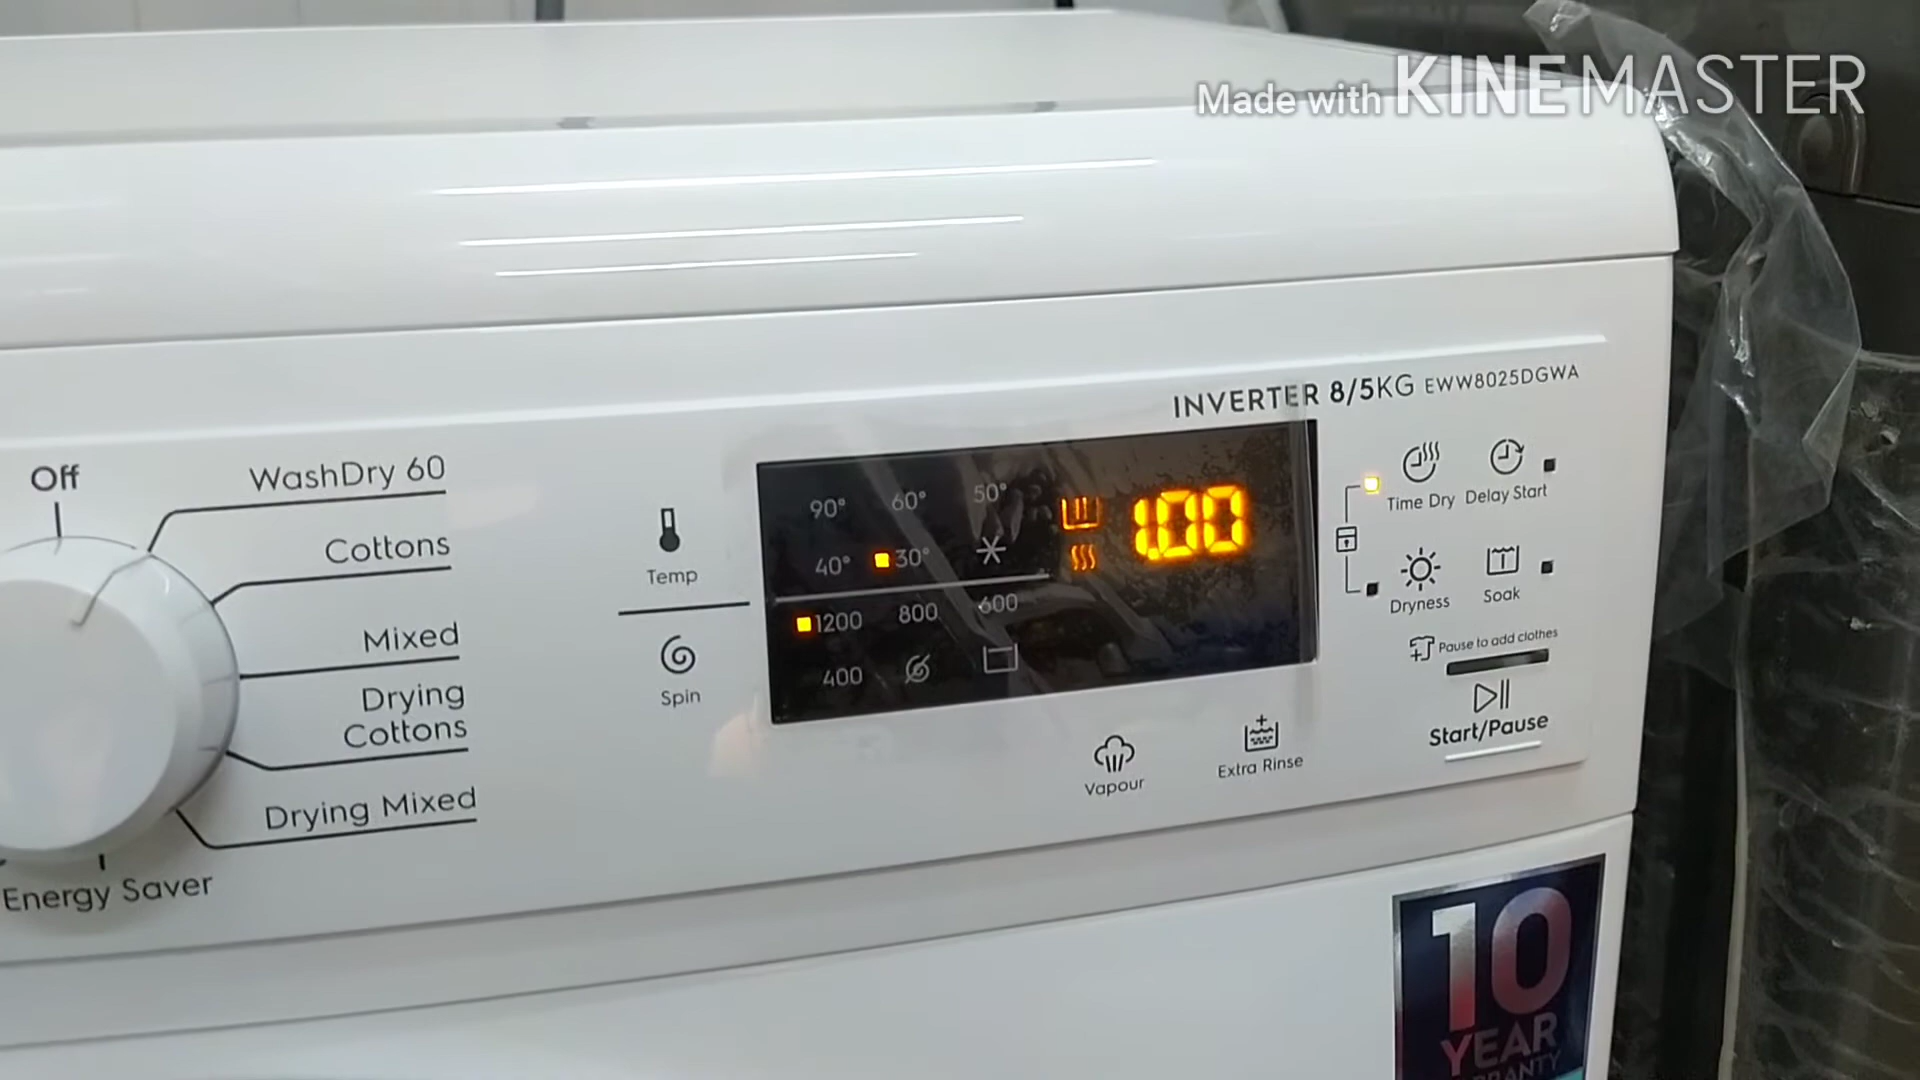 Made with KINEMASTER
INVERTER 8/5KG EWW8025DGWA
Off
WashDry 60
Cottons
Mixed
Drying
Cottons
Drying Mixed
Energy Saver
Temp
Spin
90° 60° 50°
40° 30°
1200 800 600
400
1.00
Time Dry
Delay Start
Dryness
Soak
Pause to add clothes
Start/Pause
Vapour
Extra Rinse
10
YEAR